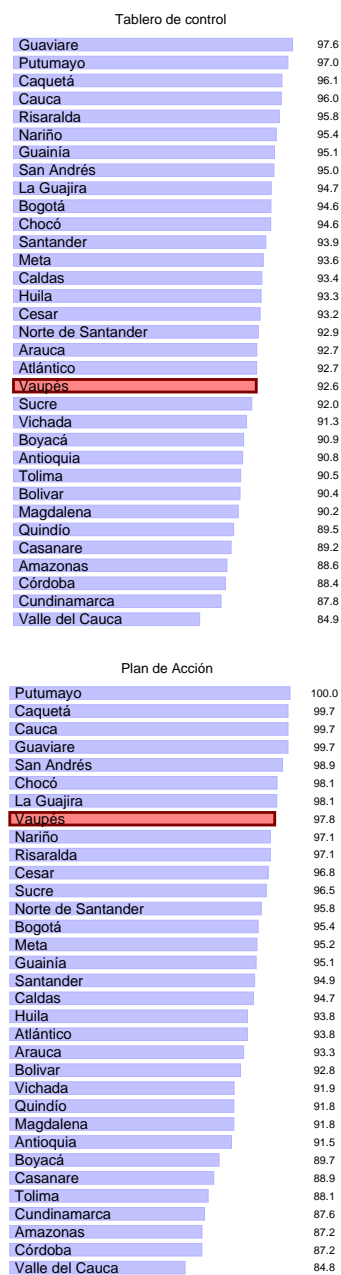 Tablero de control
Guaviare 97.6
Putumayo 97.0
Caquetá 96.1
Cauca 96.0
Risaralda 95.8
Nariño 95.4
Guainía 95.1
San Andrés 95.0
La Guajira 94.7
Bogotá 94.6
Chocó 94.6
Santander 93.9
Meta 93.6
Caldas 93.4
Huila 93.3
Cesar 93.2
Norte de Santander 92.9
Arauca 92.7
Atlántico 92.7
Vaupés 92.6
Sucre 92.0
Vichada 91.3
Boyacá 90.9
Antioquia 90.8
Tolima 90.5
Bolivar 90.4
Magdalena 90.2
Quindío 89.5
Casanare 89.2
Amazonas 88.6
Córdoba 88.4
Cundinamarca 87.8
Valle del Cauca 84.9
Plan de Acción
Putumayo 100.0
Caquetá 99.7
Cauca 99.7
Guaviare 99.7
San Andrés 98.9
Chocó 98.1
La Guajira 98.1
Vaupés 97.8
Nariño 97.1
Risaralda 97.1
Cesar 96.8
Sucre 96.5
Norte de Santander 95.8
Bogotá 95.4
Meta 95.2
Guainía 95.1
Santander 94.9
Caldas 94.7
Huila 93.8
Atlántico 93.8
Arauca 93.3
Bolivar 92.8
Vichada 91.9
Quindío 91.8
Magdalena 91.8
Antioquia 91.5
Boyacá 89.7
Casanare 88.9
Tolima 88.1
Cundinamarca 87.6
Amazonas 87.2
Córdoba 87.2
Valle del Cauca 84.8